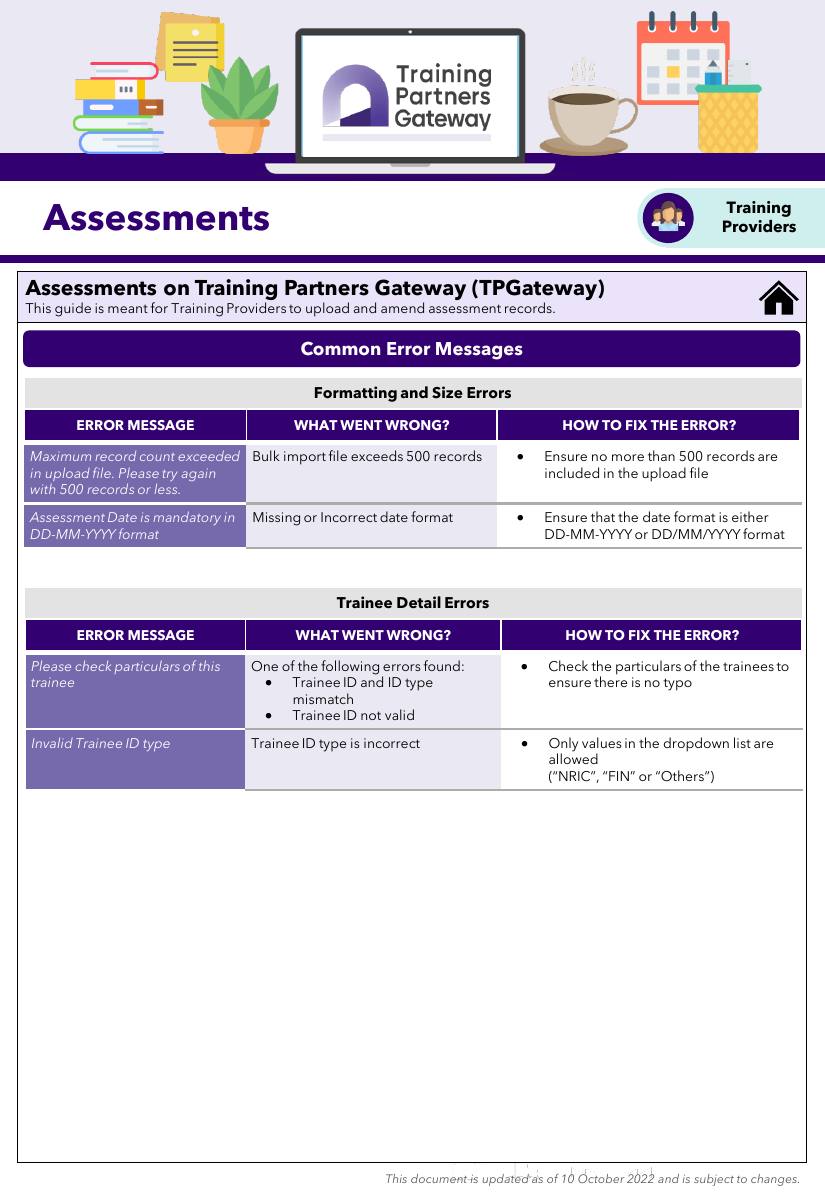 Training
Partners
Gateway
Assessments
Training
Providers
Assessments on Training Partners Gateway (TPGateway)
This guide is meant for Training Providers to upload and amend assessment records.
Common Error Messages
Formatting and Size Errors
ERROR MESSAGE
WHAT WENT WRONG?
HOW TO FIX THE ERROR?
Maximum record count exceeded
in upload file. Please try again
with 500 records or less.
Bulk import file exceeds 500 records
• Ensure no more than 500 records are
included in the upload file
Assessment Date is mandatory in
DD-MM-YYYY format
Missing or Incorrect date format
• Ensure that the date format is either
DD-MM-YYYY or DD/MM/YYYY format
Trainee Detail Errors
ERROR MESSAGE
WHAT WENT WRONG?
HOW TO FIX THE ERROR?
Please check particulars of this
trainee
One of the following errors found:
• Trainee ID and ID type
mismatch
• Trainee ID not valid
• Check the particulars of the trainees to
ensure there is no typo
Invalid Trainee ID type
Trainee ID type is incorrect
• Only values in the dropdown list are
allowed
(“NRIC”, “FIN” or “Others”)
This document is updated as of 10 October 2022 and is subject to changes.